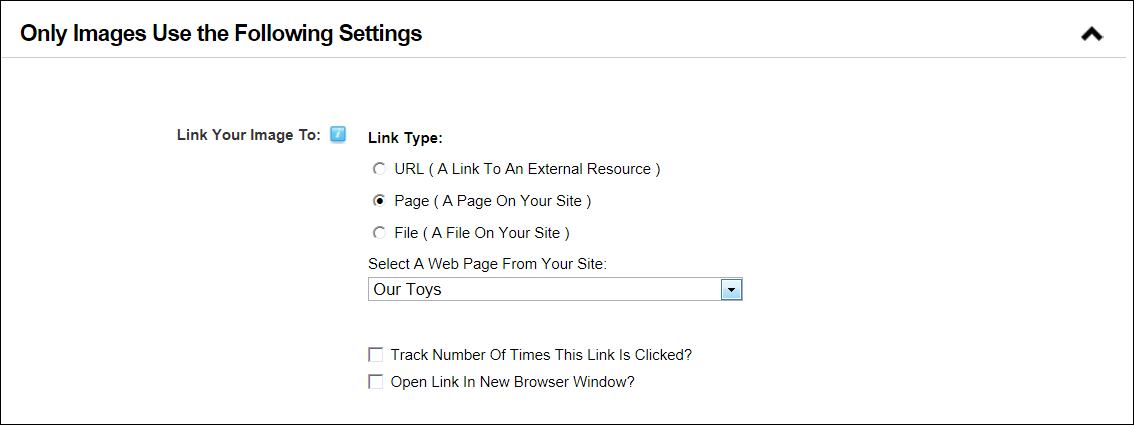 Only Images Use the Following Settings
Link Your Image To:
Link Type:
URL ( A Link To An External Resource )
Page ( A Page On Your Site )
File ( A File On Your Site )
Select A Web Page From Your Site:
Our Toys
Track Number Of Times This Link Is Clicked?
Open Link In New Browser Window?